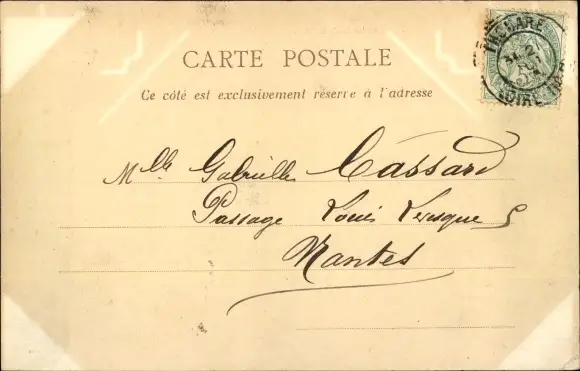 CARTE POSTALE
Ce côté est exclusivement réservé à l'adresse
Mlle Gabrielle Cassard
Passage Louis Levesque 5
Nantes